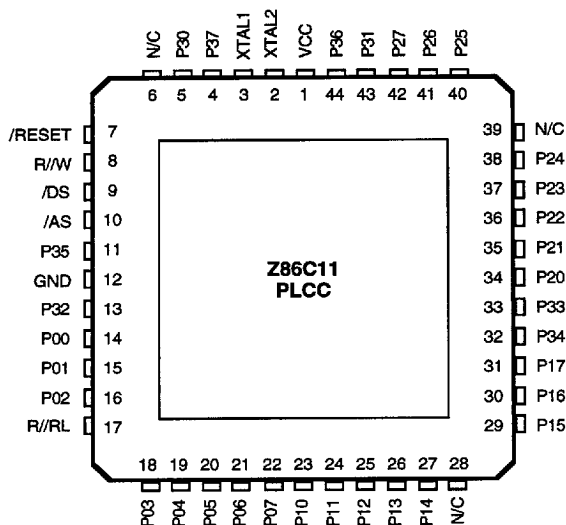 N/C P30 P37 XTAL1 XTAL2 VCC P36 P31 P27 P26 P25
6 5 4 3 2 1 44 43 42 41 40
/RESET 7
R//W 8
/DS 9
/AS 10
P35 11
GND 12
P32 13
P00 14
P01 15
P02 16
R//RL 17
Z86C11
PLCC
39 N/C
38 P24
37 P23
36 P22
35 P21
34 P20
33 P33
32 P34
31 P17
30 P16
29 P15
18 19 20 21 22 23 24 25 26 27 28
P03 P04 P05 P06 P07 P10 P11 P12 P13 P14 N/C